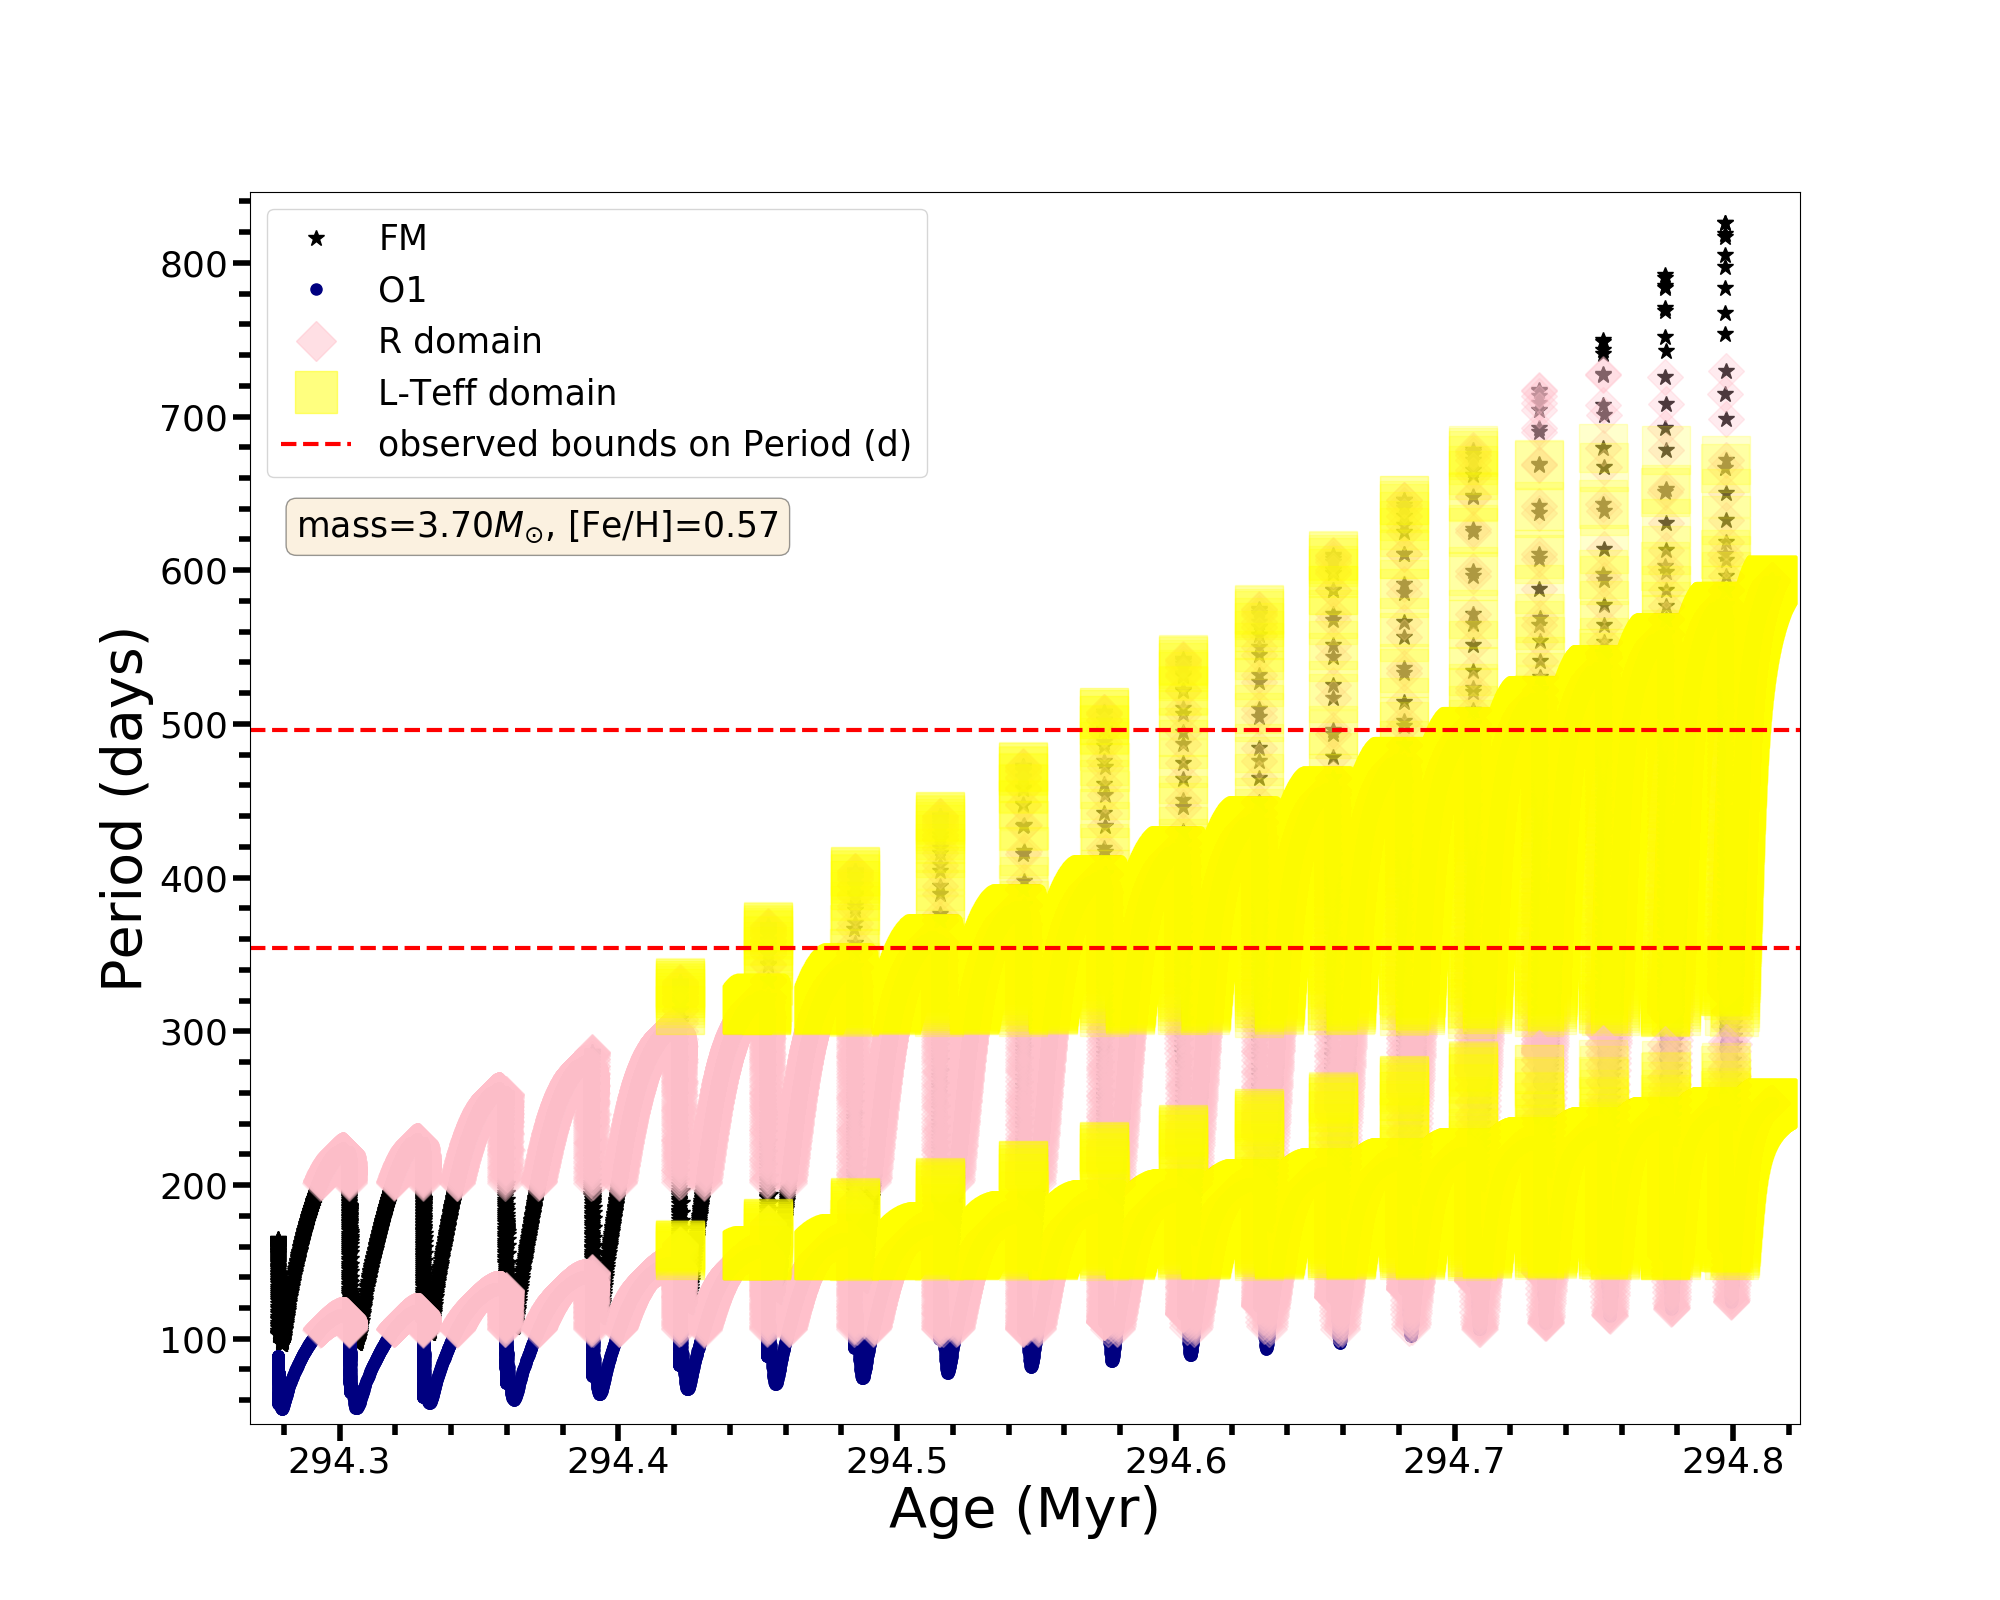 FM
O1
R domain
L-Teff domain
observed bounds on Period (d)
mass=3.70M⊙, [Fe/H]=0.57
800
700
600
500
400
300
200
100
Period (days)
294.3 294.4 294.5 294.6 294.7 294.8
Age (Myr)